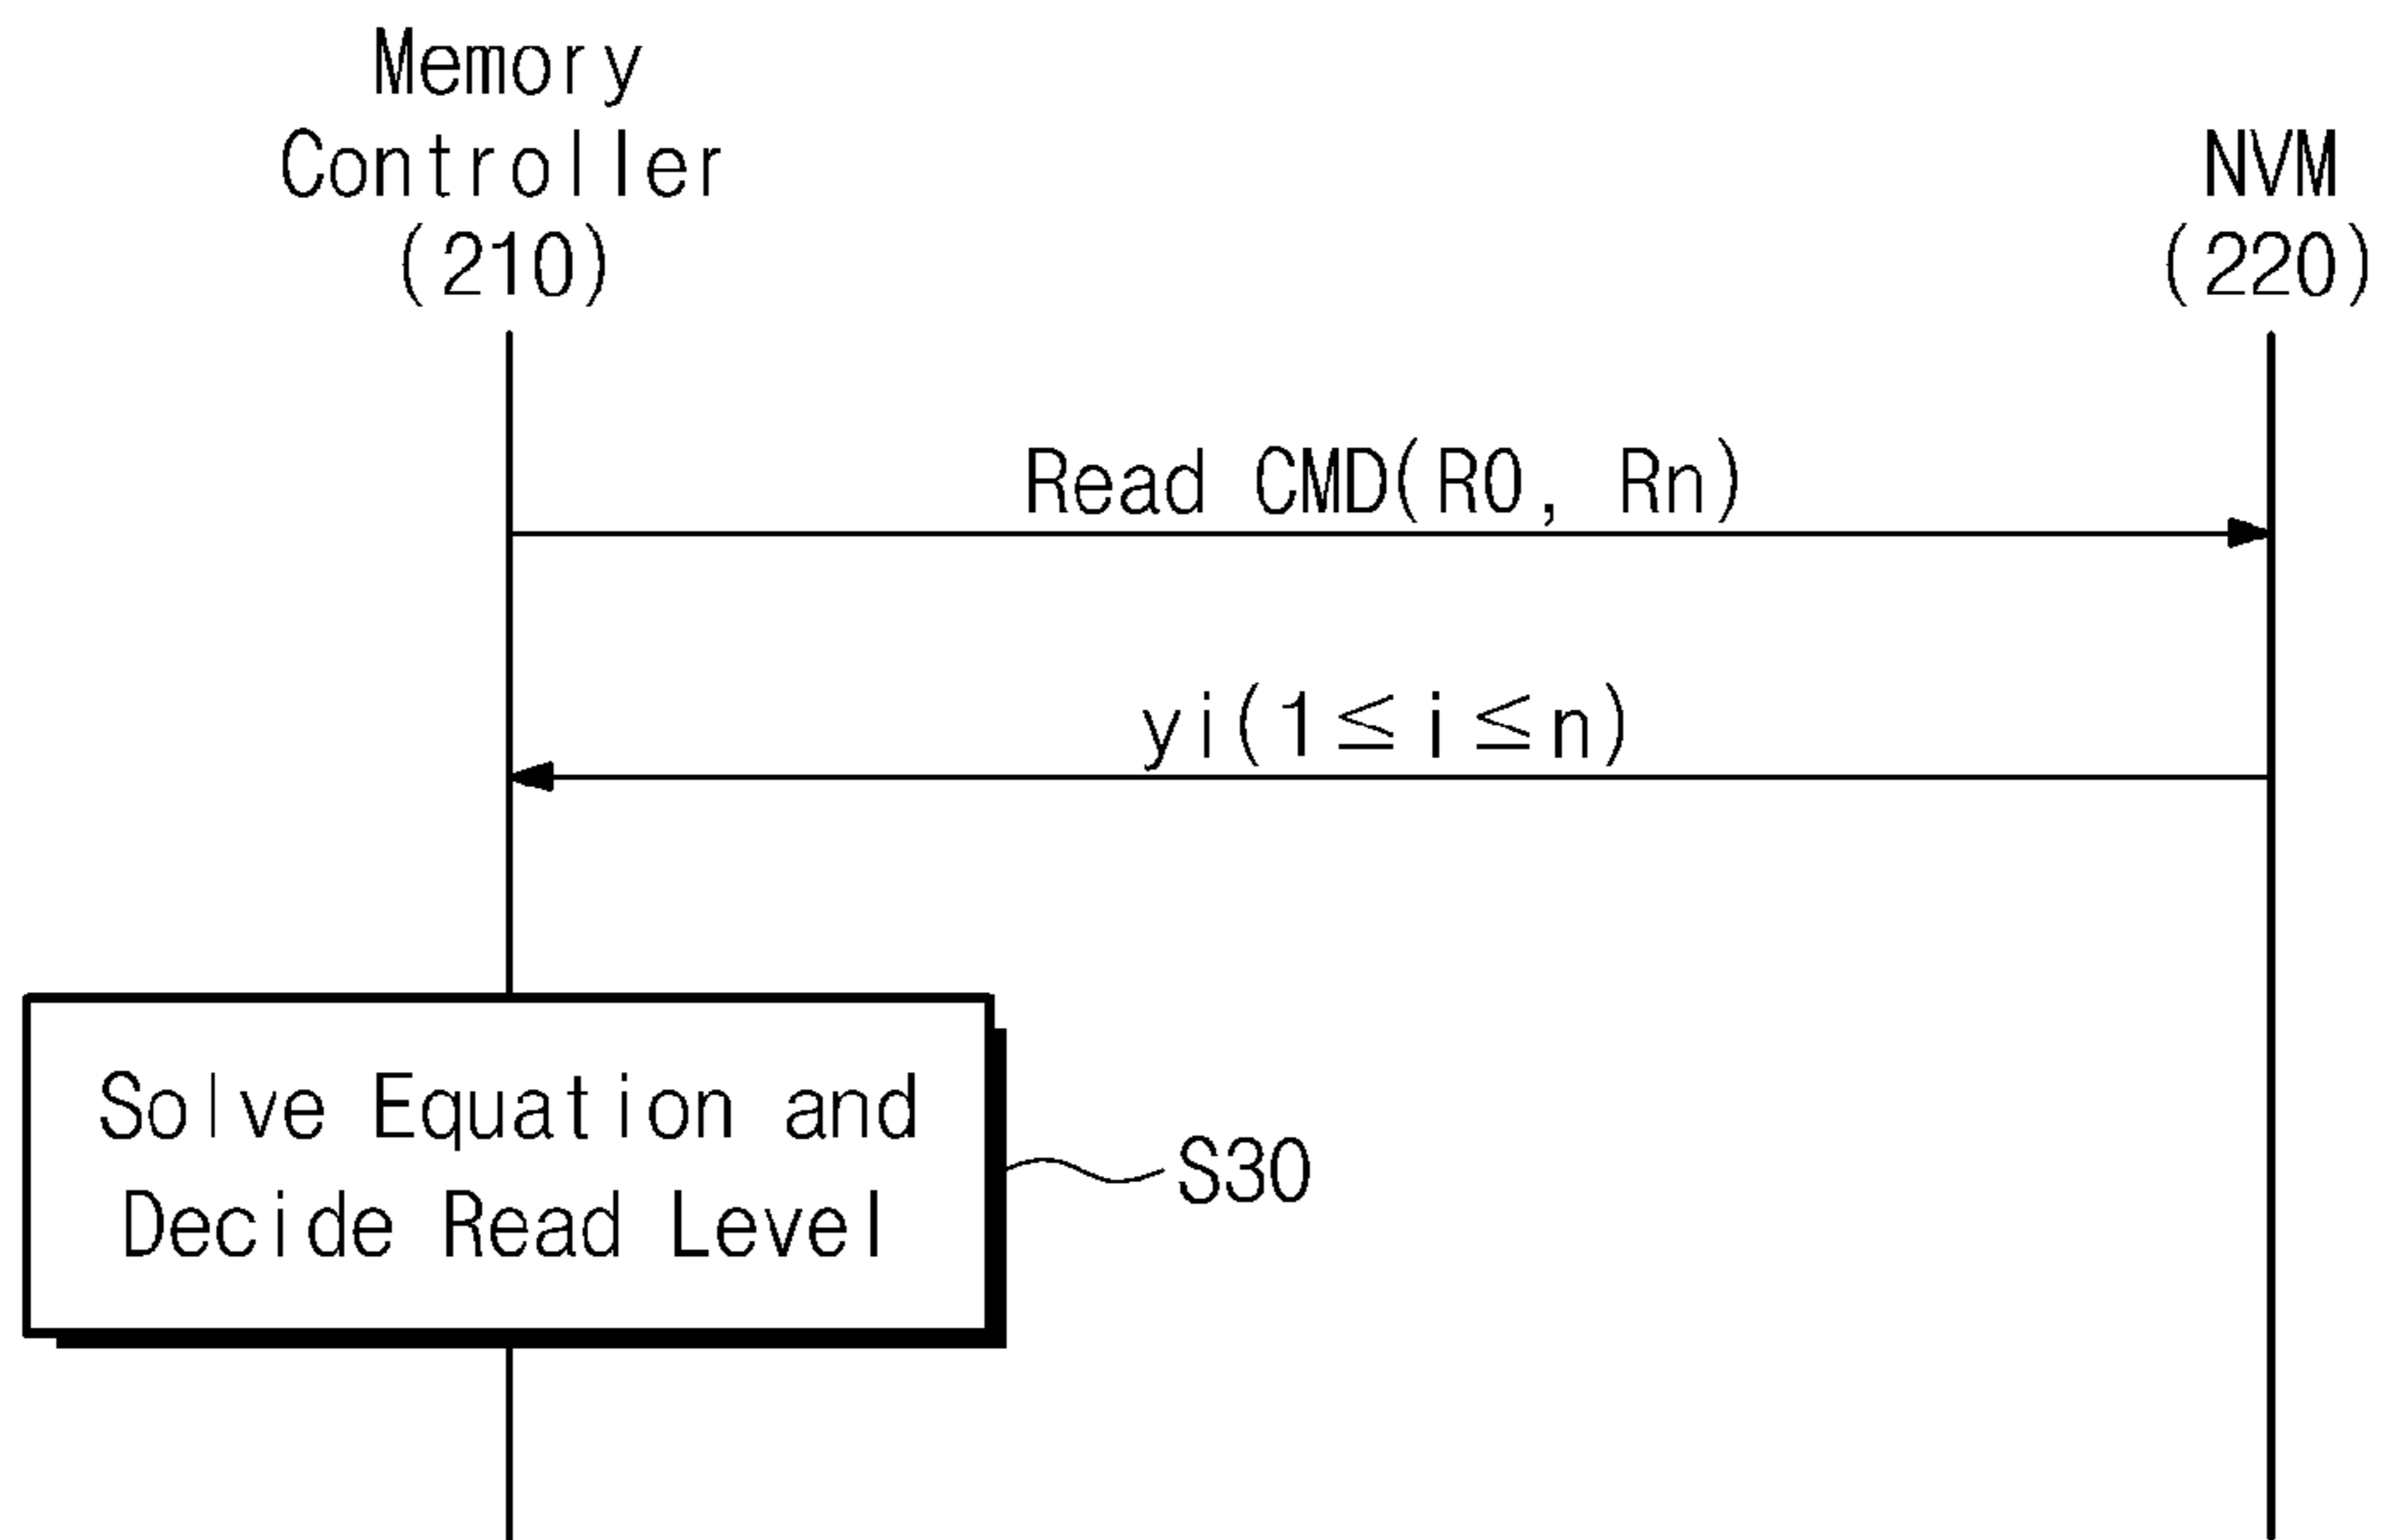 Memory
Controller
(210)
NVM
(220)
Read CMD(R0, Rn)
yi(1≤i≤n)
Solve Equation and
Decide Read Level
S30